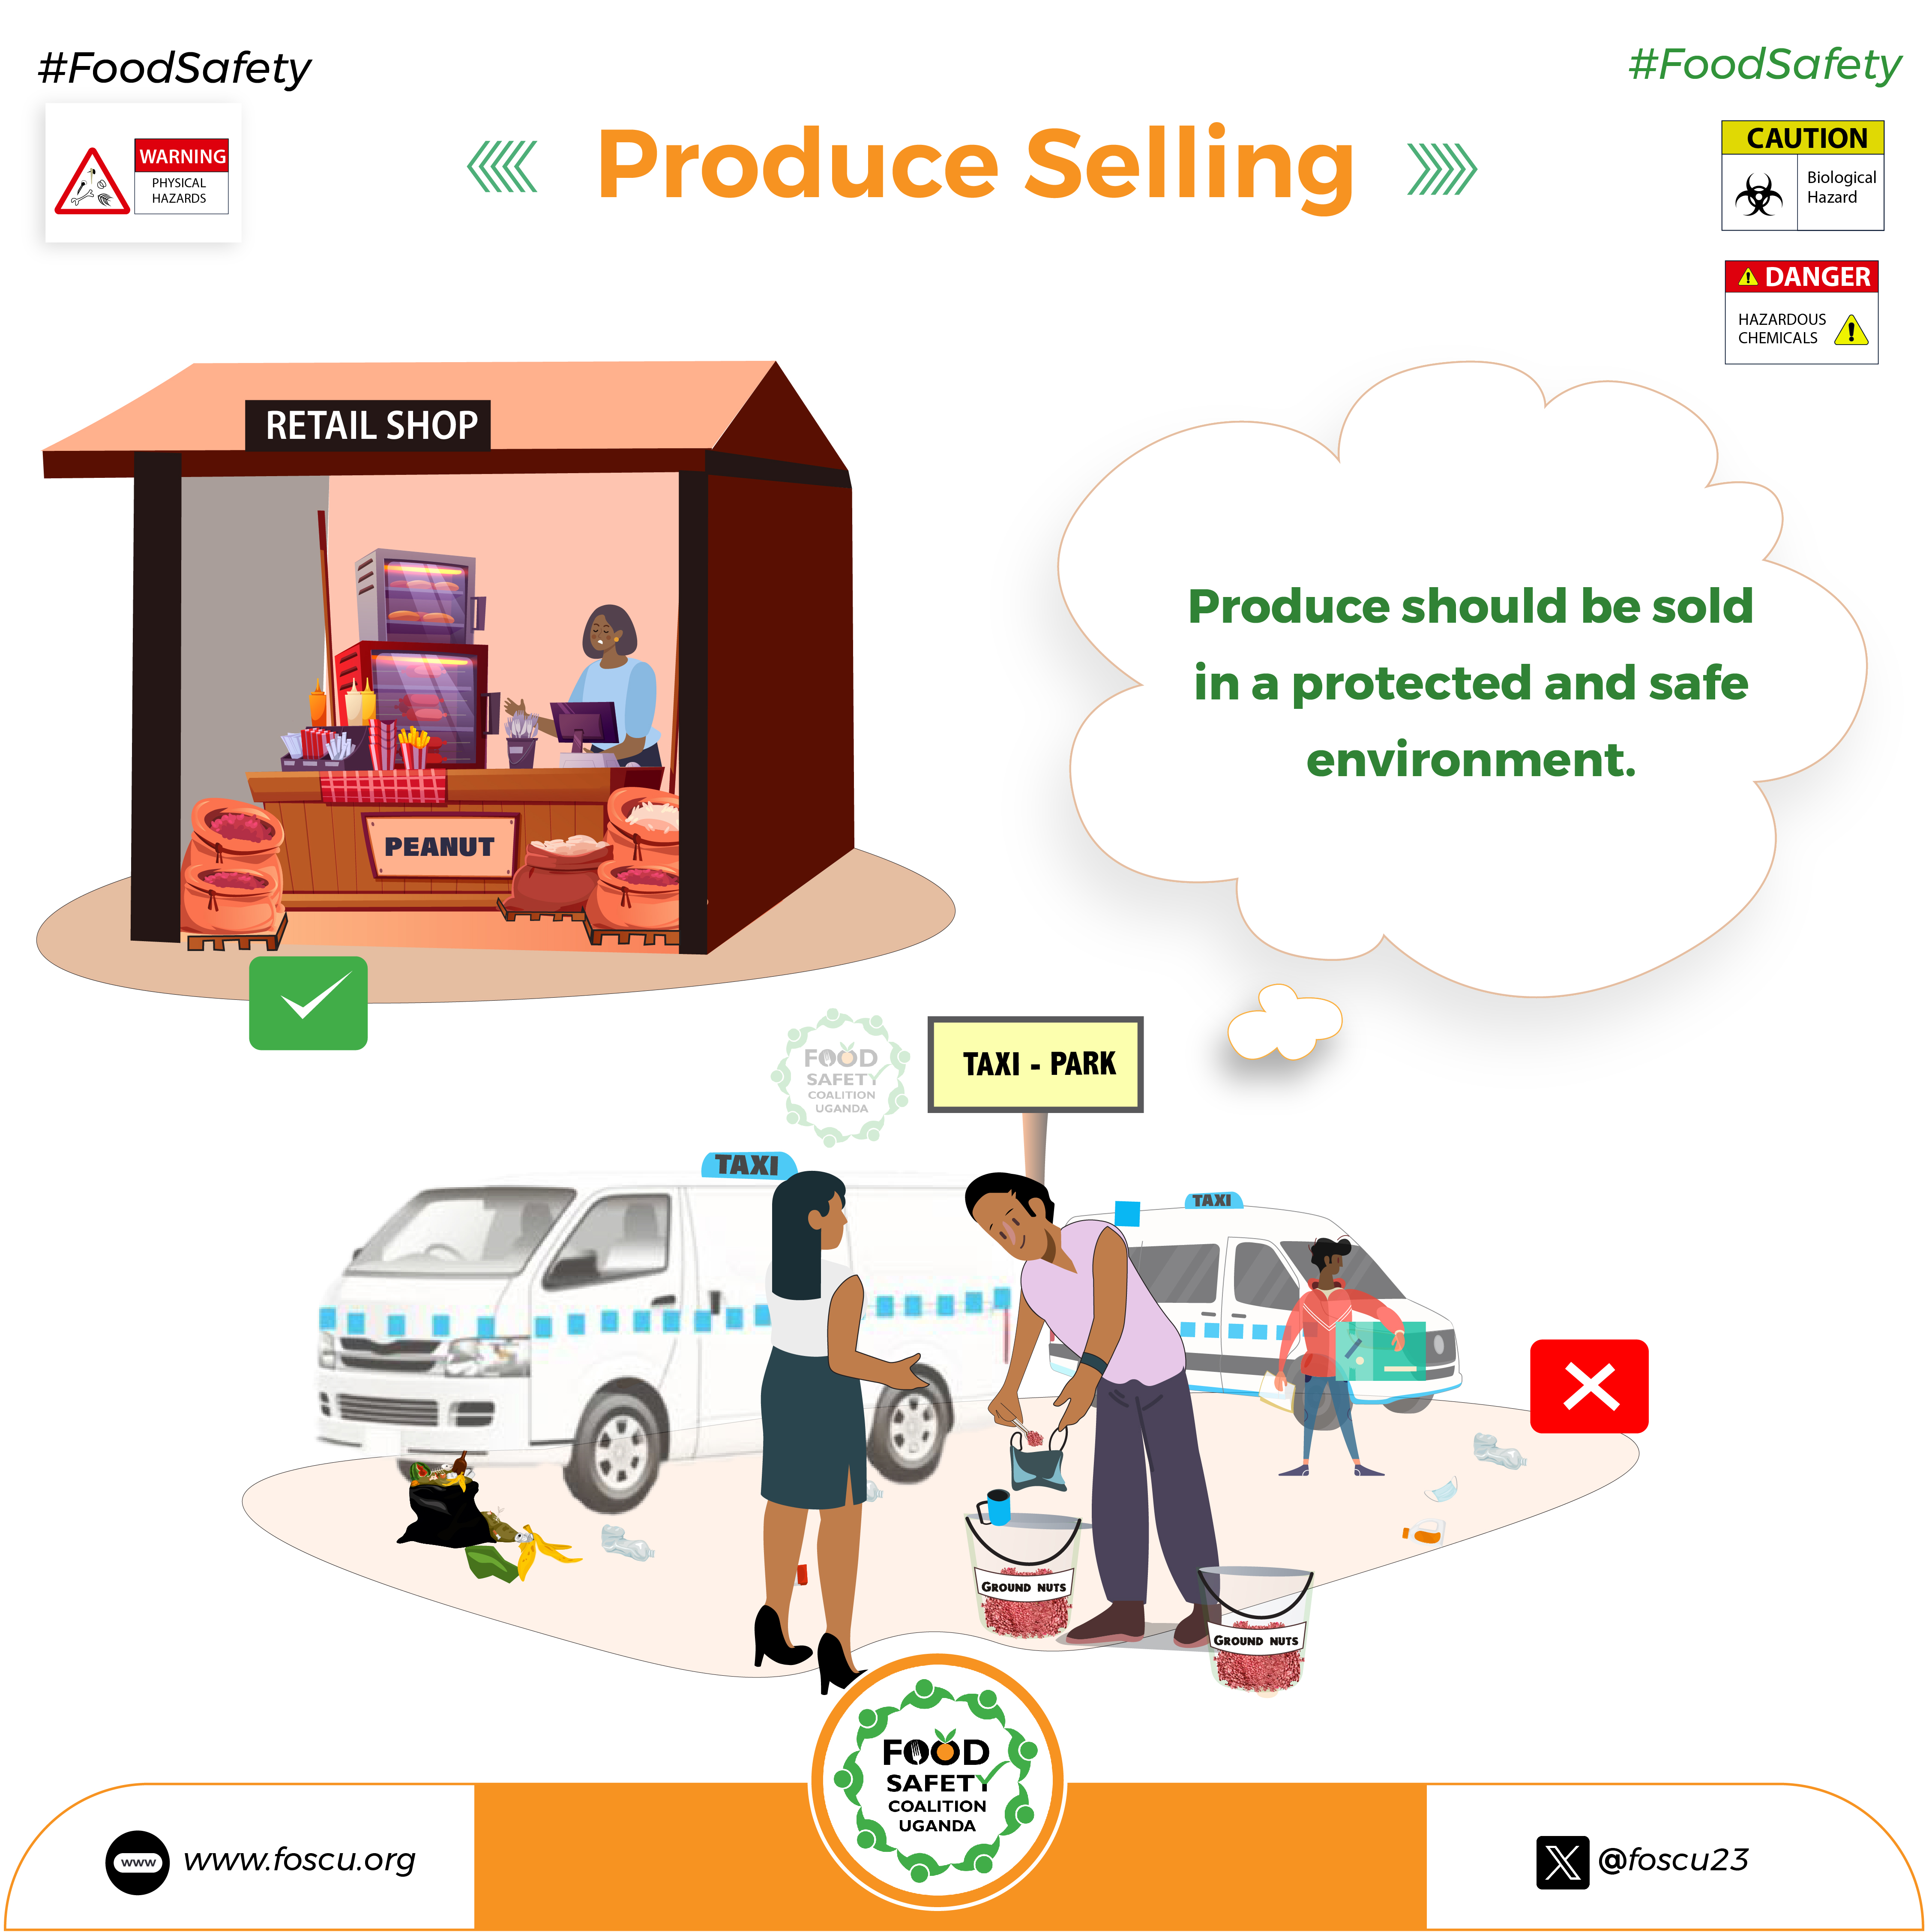 #FoodSafety
#FoodSafety
Produce Selling
WARNING
PHYSICAL
HAZARDS
CAUTION
Biological
Hazard
DANGER
HAZARDOUS
CHEMICALS
RETAIL SHOP
PEANUT
Produce should be sold
in a protected and safe
environment.
FOOD
SAFETY
COALITION
UGANDA
TAXI - PARK
TAXI
TAXI
GROUND NUTS
GROUND NUTS
FOOD
SAFETY
COALITION
UGANDA
www
www.foscu.org
@foscu23